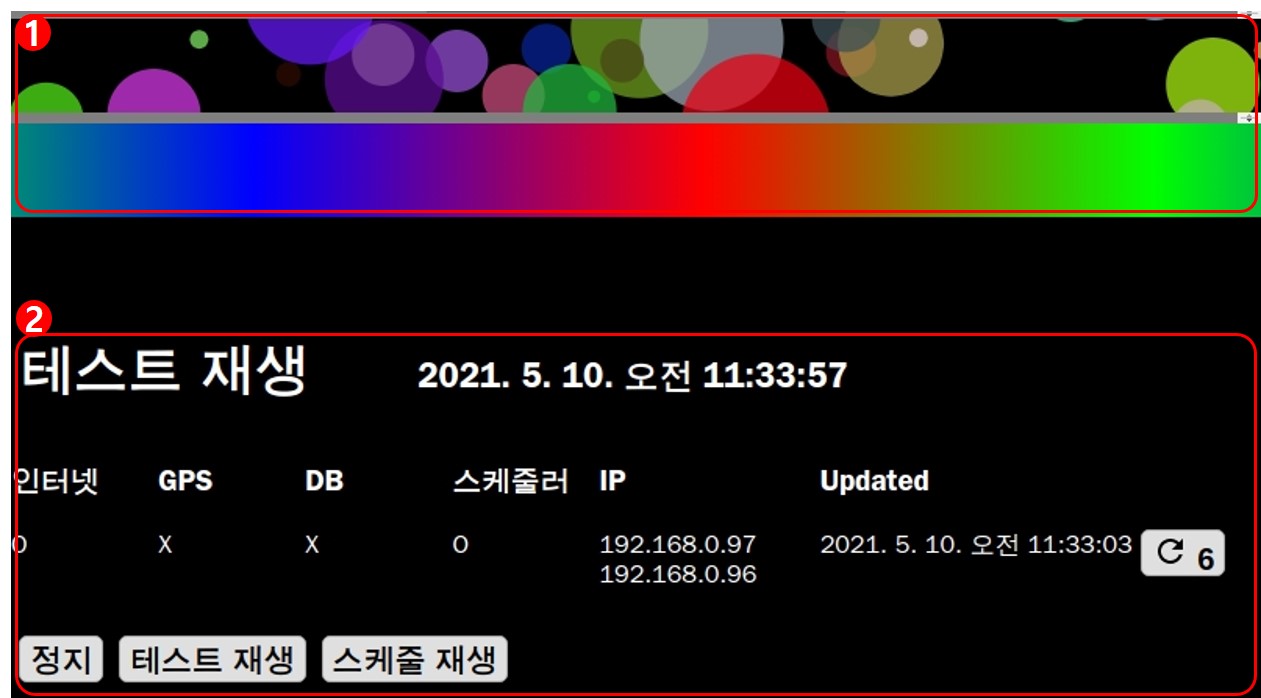 1
2
테스트 재생 2021. 5. 10. 오전 11:33:57
인터넷 GPS DB 스케줄러 IP Updated
O X X O 192.168.0.97 2021. 5. 10. 오전 11:33:03 6
192.168.0.96
정지 테스트 재생 스케줄 재생